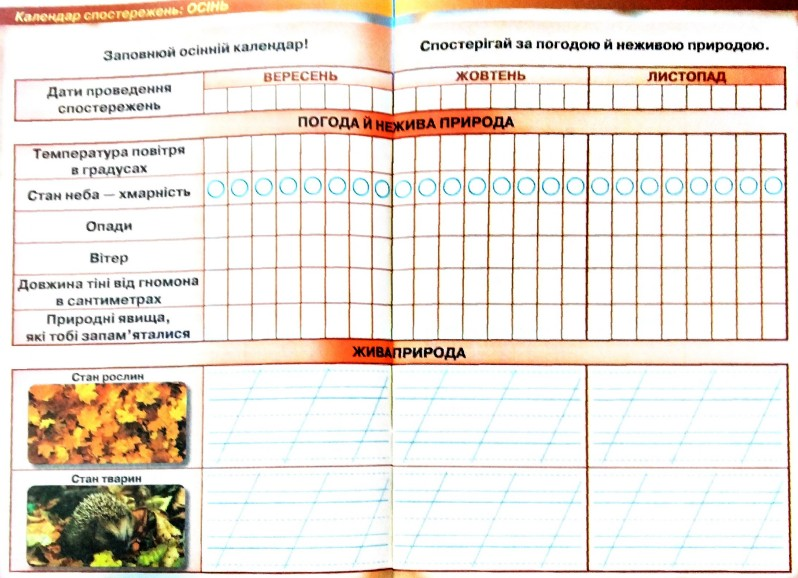 Календар спостережень: ОСІНЬ
Заповнюй осінній календар!
Спостерігай за погодою й неживою природою.
Дати проведення
спостережень
ВЕРЕСЕНЬ
ЖОВТЕНЬ
ЛИСТОПАД
ПОГОДА Й НЕЖИВА ПРИРОДА
Температура повітря
в градусах
Стан неба — хмарність
Опади
Вітер
Довжина тіні від гномона
в сантиметрах
Природні явища,
які тобі запам'яталися
ЖИВА ПРИРОДА
Стан рослин
Стан тварин